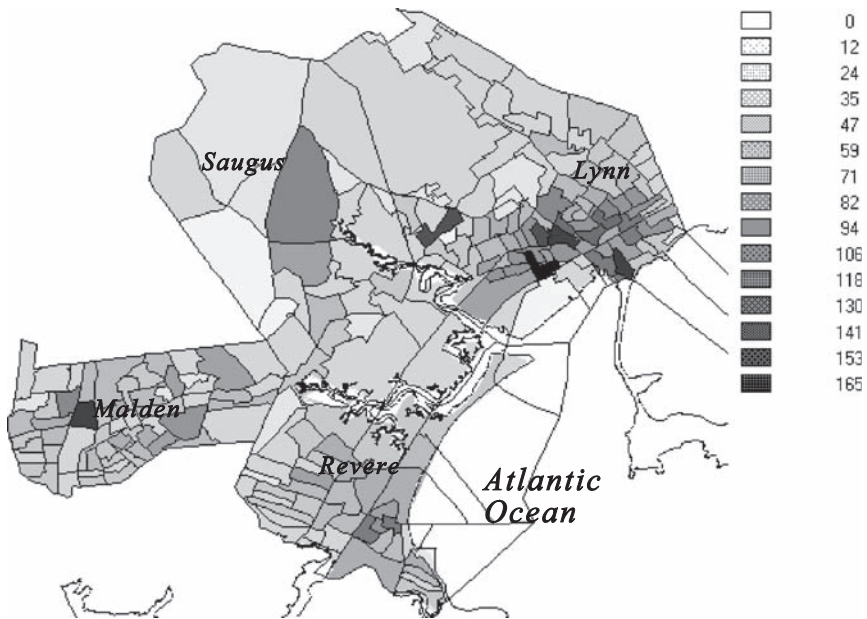 Saugus
Lynn
Malden
Revere
Atlantic
Ocean
0
12
24
35
47
59
71
82
94
106
118
130
141
153
165